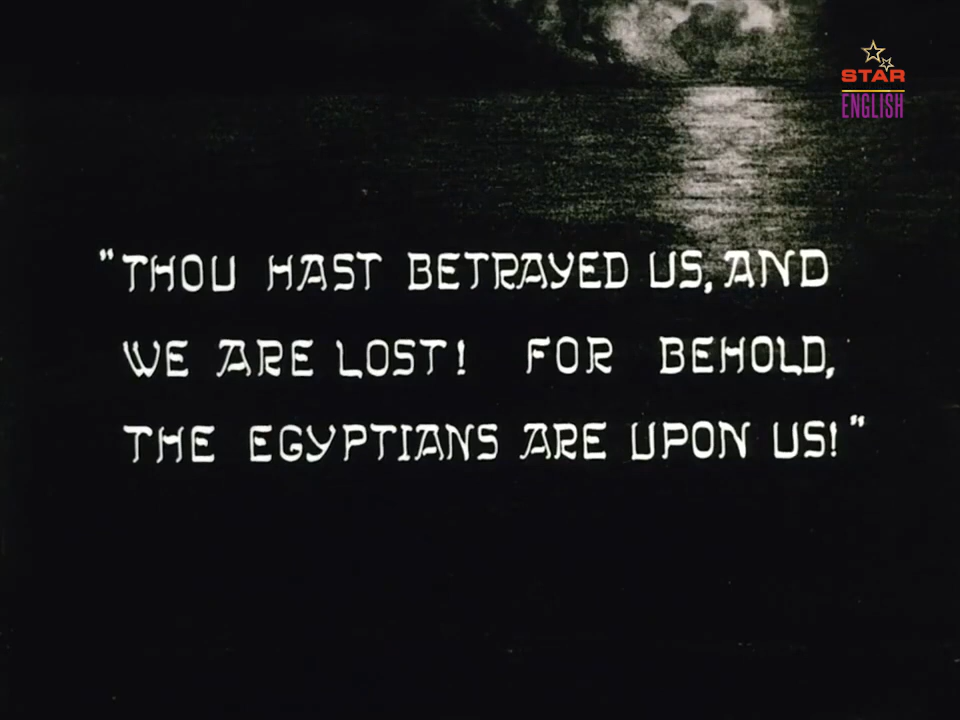 STAR
ENGLISH
"THOU HAST BETRAYED US, AND
WE ARE LOST! FOR BEHOLD,
THE EGYPTIANS ARE UPON US!"